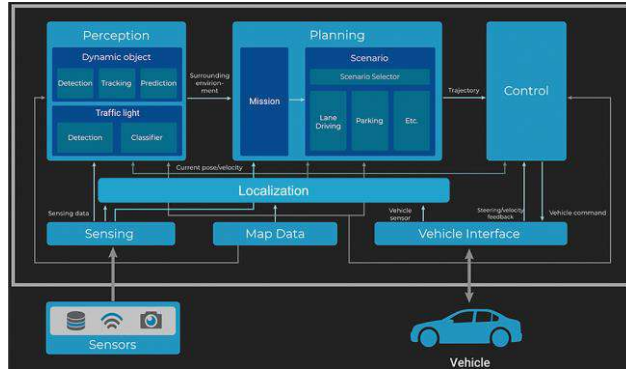 Perception
Dynamic object
Detection
Tracking
Prediction
Traffic light
Detection
Classifier
Surrounding
environ-
ment
Planning
Mission
Scenario
Scenario Selector
Lane
Driving
Parking
Etc.
Trajectory
Control
Current pose/velocity
Localization
Sensing data
Vehicle
sensor
Steering/velocity
feedback
Vehicle command
Sensing
Map Data
Vehicle Interface
Sensors
Vehicle